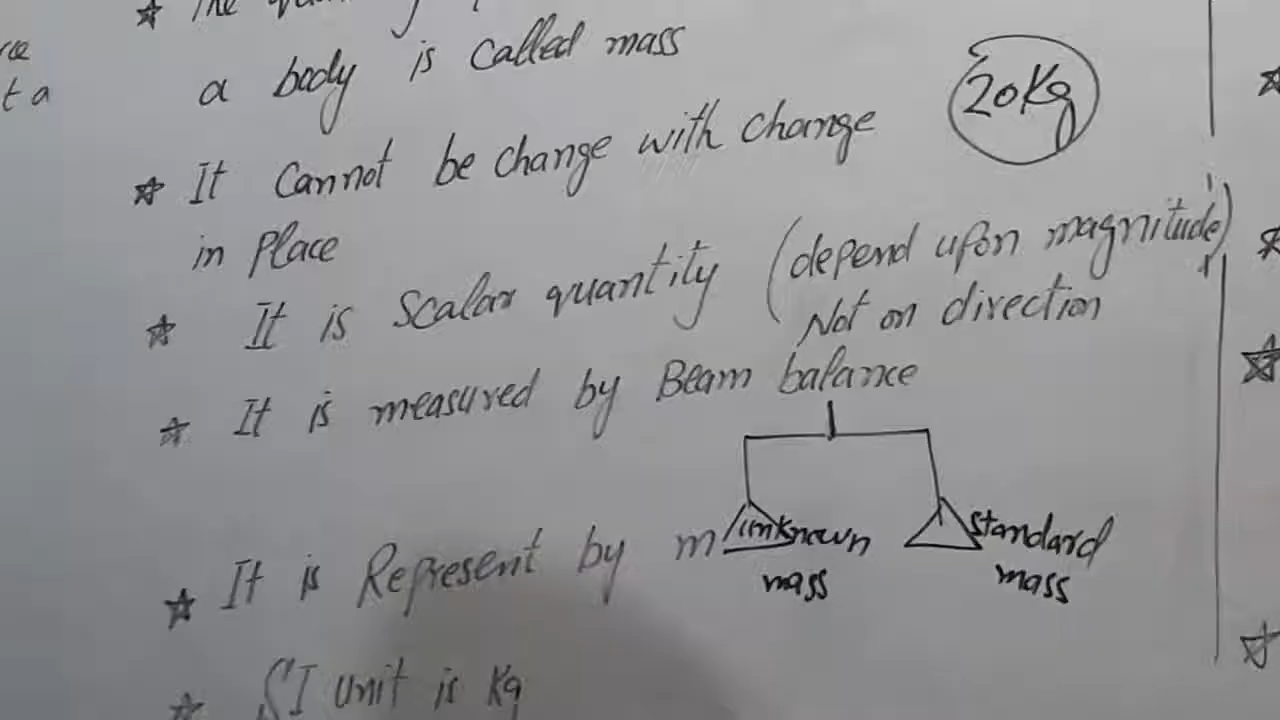 ★ The
a body is called mass
20Kg
★ It Cannot be change with change
in Place
★ It is Scalar quantity (depend upon magnitude)
Not on direction
★ It is measured by Beam balance
★ It is Represent by m
unknown
mass
standard
mass
★ SI unit is Kg